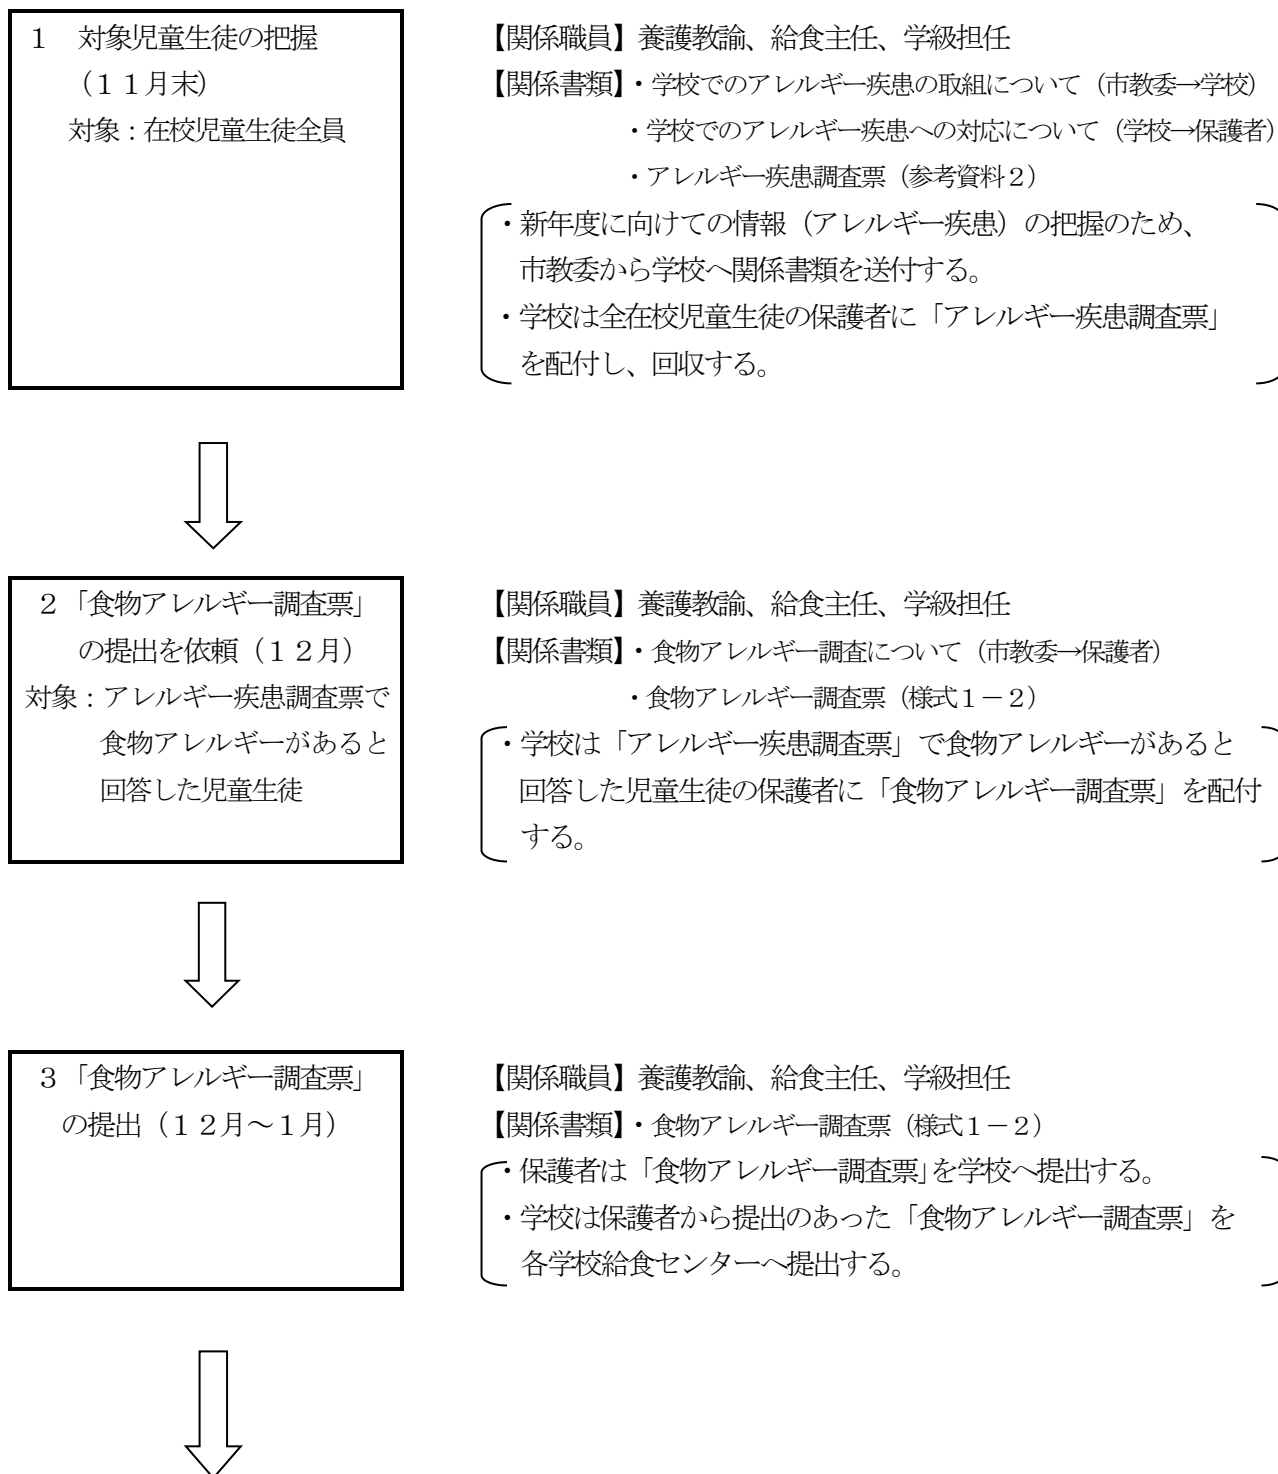 １　対象児童生徒の把握
（１１月末）
対象：在校児童生徒全員
【関係職員】養護教諭、給食主任、学級担任
【関係書類】・学校でのアレルギー疾患の取組について（市教委→学校）
・学校でのアレルギー疾患への対応について（学校→保護者）
・アレルギー疾患調査票（参考資料２）
・新年度に向けての情報（アレルギー疾患）の把握のため、
市教委から学校へ関係書類を送付する。
・学校は全在校児童生徒の保護者に「アレルギー疾患調査票」
を配付し、回収する。
２「食物アレルギー調査票」
の提出を依頼（１２月）
対象：アレルギー疾患調査票で
食物アレルギーがあると
回答した児童生徒
【関係職員】養護教諭、給食主任、学級担任
【関係書類】・食物アレルギー調査について（市教委→保護者）
・食物アレルギー調査票（様式１－２）
・学校は「アレルギー疾患調査票」で食物アレルギーがあると
回答した児童生徒の保護者に「食物アレルギー調査票」を配付
する。
３「食物アレルギー調査票」
の提出（１２月～１月）
【関係職員】養護教諭、給食主任、学級担任
【関係書類】・食物アレルギー調査票（様式１－２）
・保護者は「食物アレルギー調査票」を学校へ提出する。
・学校は保護者から提出のあった「食物アレルギー調査票」を
各学校給食センターへ提出する。